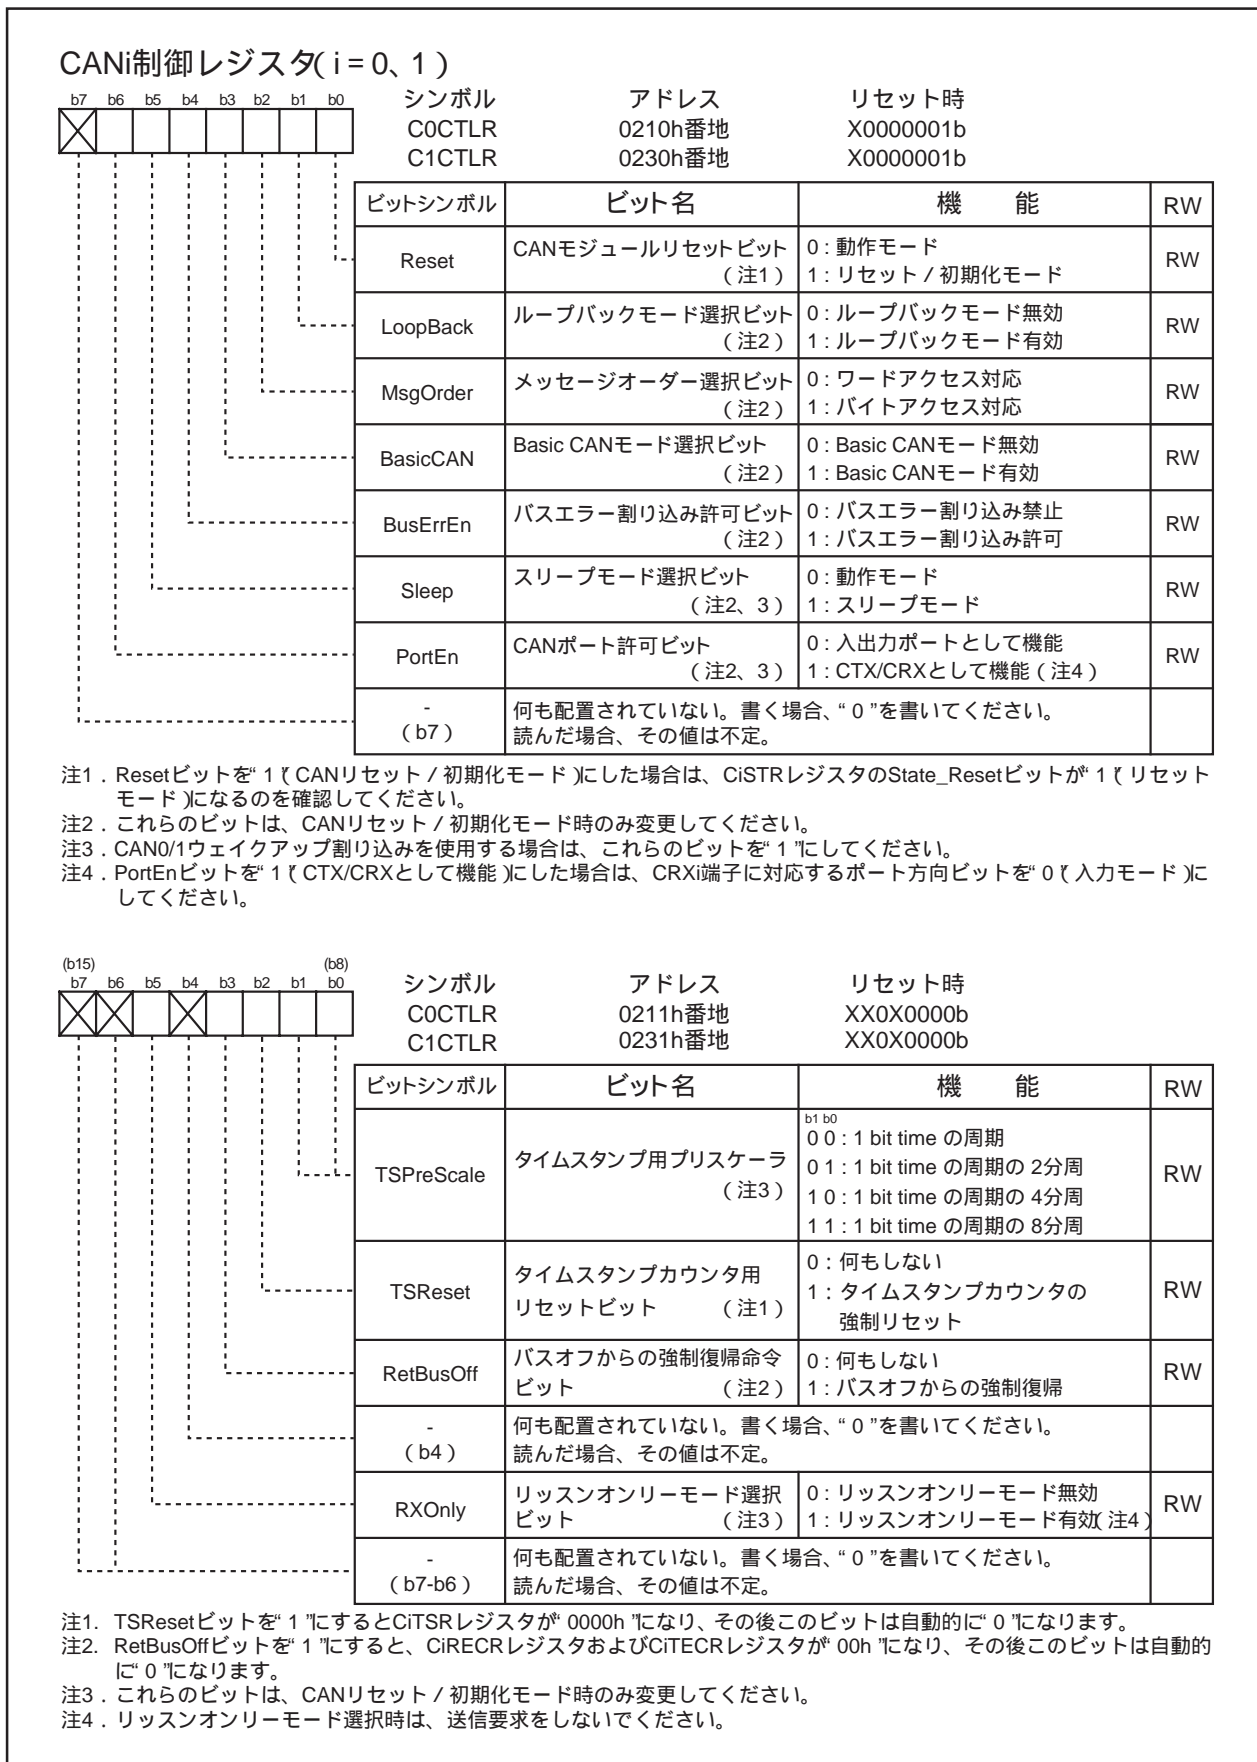 CANi制御レジスタ(i = 0、1)
b7 b6 b5 b4 b3 b2 b1 b0
シンボル アドレス リセット時
C0CTLR 0210h番地 X0000001b
C1CTLR 0230h番地 X0000001b
ビットシンボル ビット名 機 能 RW
Reset CANモジュールリセットビット (注1) 0 : 動作モード RW
1 : リセット / 初期化モード
LoopBack ループバックモード選択ビット (注2) 0 : ループバックモード無効 RW
1 : ループバックモード有効
MsgOrder メッセージオーダー選択ビット (注2) 0 : ワードアクセス対応 RW
1 : バイトアクセス対応
BasicCAN Basic CANモード選択ビット (注2) 0 : Basic CANモード無効 RW
1 : Basic CANモード有効
BusErrEn バスエラー割り込み許可ビット (注2) 0 : バスエラー割り込み禁止 RW
1 : バスエラー割り込み許可
Sleep スリープモード選択ビット (注2、3) 0 : 動作モード RW
1 : スリープモード
PortEn CANポート許可ビット (注2、3) 0 : 入出力ポートとして機能 RW
1 : CTX/CRXとして機能(注4)
- (b7) 何も配置されていない。書く場合、“0”を書いてください。
読んだ場合、その値は不定。
注1.Resetビットを“1”(CANリセット / 初期化モード)にした場合は、CiSTRレジスタのState_Resetビットが“1”(リセット
モード)になるのを確認してください。
注2.これらのビットは、CANリセット / 初期化モード時のみ変更してください。
注3.CAN0/1ウェイクアップ割り込みを使用する場合は、これらのビットを“1”にしてください。
注4.PortEnビットを“1”(CTX/CRXとして機能)にした場合は、CRXi端子に対応するポート方向ビットを“0”(入力モード)に
してください。
(b15) (b8)
b7 b6 b5 b4 b3 b2 b1 b0
シンボル アドレス リセット時
C0CTLR 0211h番地 XX0X0000b
C1CTLR 0231h番地 XX0X0000b
ビットシンボル ビット名 機 能 RW
TSPreScale タイムスタンプ用プリスケーラ (注3) b1 b0 RW
0 0 : 1 bit time の周期
0 1 : 1 bit time の周期の 2分周
1 0 : 1 bit time の周期の 4分周
1 1 : 1 bit time の周期の 8分周
TSReset タイムスタンプカウンタ用 0 : 何もしない RW
リセットビット (注1) 1 : タイムスタンプカウンタの
強制リセット
RetBusOff バスオフからの強制復帰命令 0 : 何もしない RW
ビット (注2) 1 : バスオフからの強制復帰
- (b4) 何も配置されていない。書く場合、“0”を書いてください。
読んだ場合、その値は不定。
RXOnly リッスンオンリーモード選択 0 : リッスンオンリーモード無効 RW
ビット (注3) 1 : リッスンオンリーモード有効(注4)
- (b7-b6) 何も配置されていない。書く場合、“0”を書いてください。
読んだ場合、その値は不定。
注1. TSResetビットを“1”にするとCiTSRレジスタが“0000h”になり、その後このビットは自動的に“0”になります。
注2. RetBusOffビットを“1”にすると、CiRECRレジスタおよびCiTECRレジスタが“00h”になり、その後このビットは自動的
に“0”になります。
注3.これらのビットは、CANリセット / 初期化モード時のみ変更してください。
注4.リッスンオンリーモード選択時は、送信要求をしないでください。